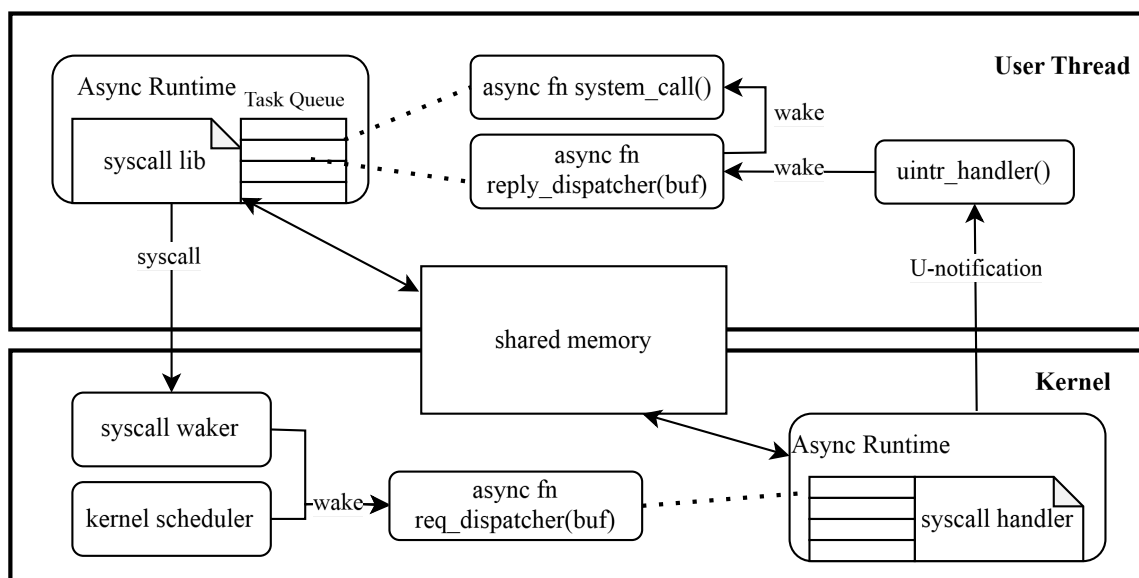 User Thread
Async Runtime
Task Queue
syscall lib
async fn system_call()
wake
async fn
reply_dispatcher(buf)
wake
uintr_handler()
syscall
U-notification
shared memory
Kernel
syscall waker
kernel scheduler
wake
async fn
req_dispatcher(buf)
Async Runtime
syscall handler